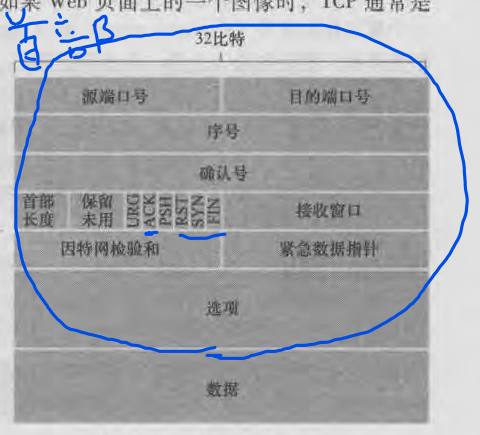 如果 Web 页面上的一个图像时，TCP 通常是
首部
32比特
源端口号 目的端口号
序号
确认号
首部长度 保留未用 URG ACK PSH RST SYN FIN 接收窗口
因特网检验和 紧急数据指针
选项
数据